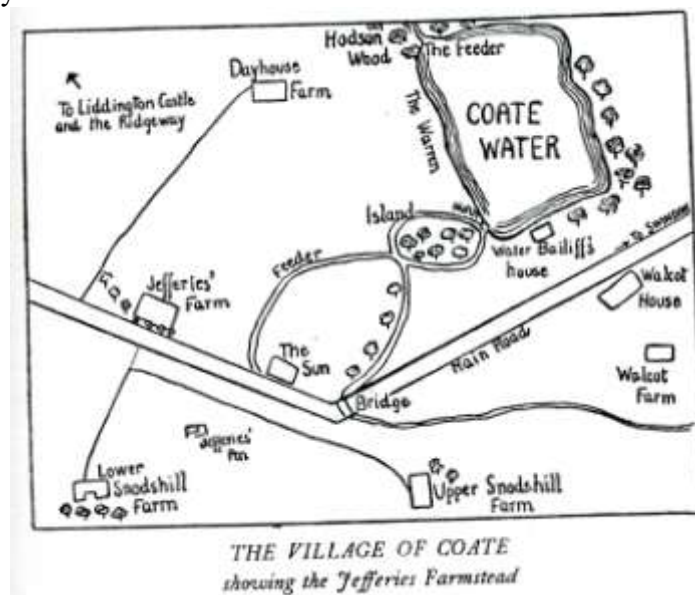 y
Hodson
Wood
The Feeder
Dayhouse
Farm
To Liddington Castle
and the Ridgeway
The Warren
COATE
WATER
Island
Water Bailiff's
house
To Swindon
Feeder
Jefferies'
Farm
Walcot
House
The
Sun
Main Road
Walcot
Farm
Bridge
Jefferies'
Lower
Snodshill
Farm
Upper Snodshill
Farm
THE VILLAGE OF COATE
showing the Jefferies Farmstead